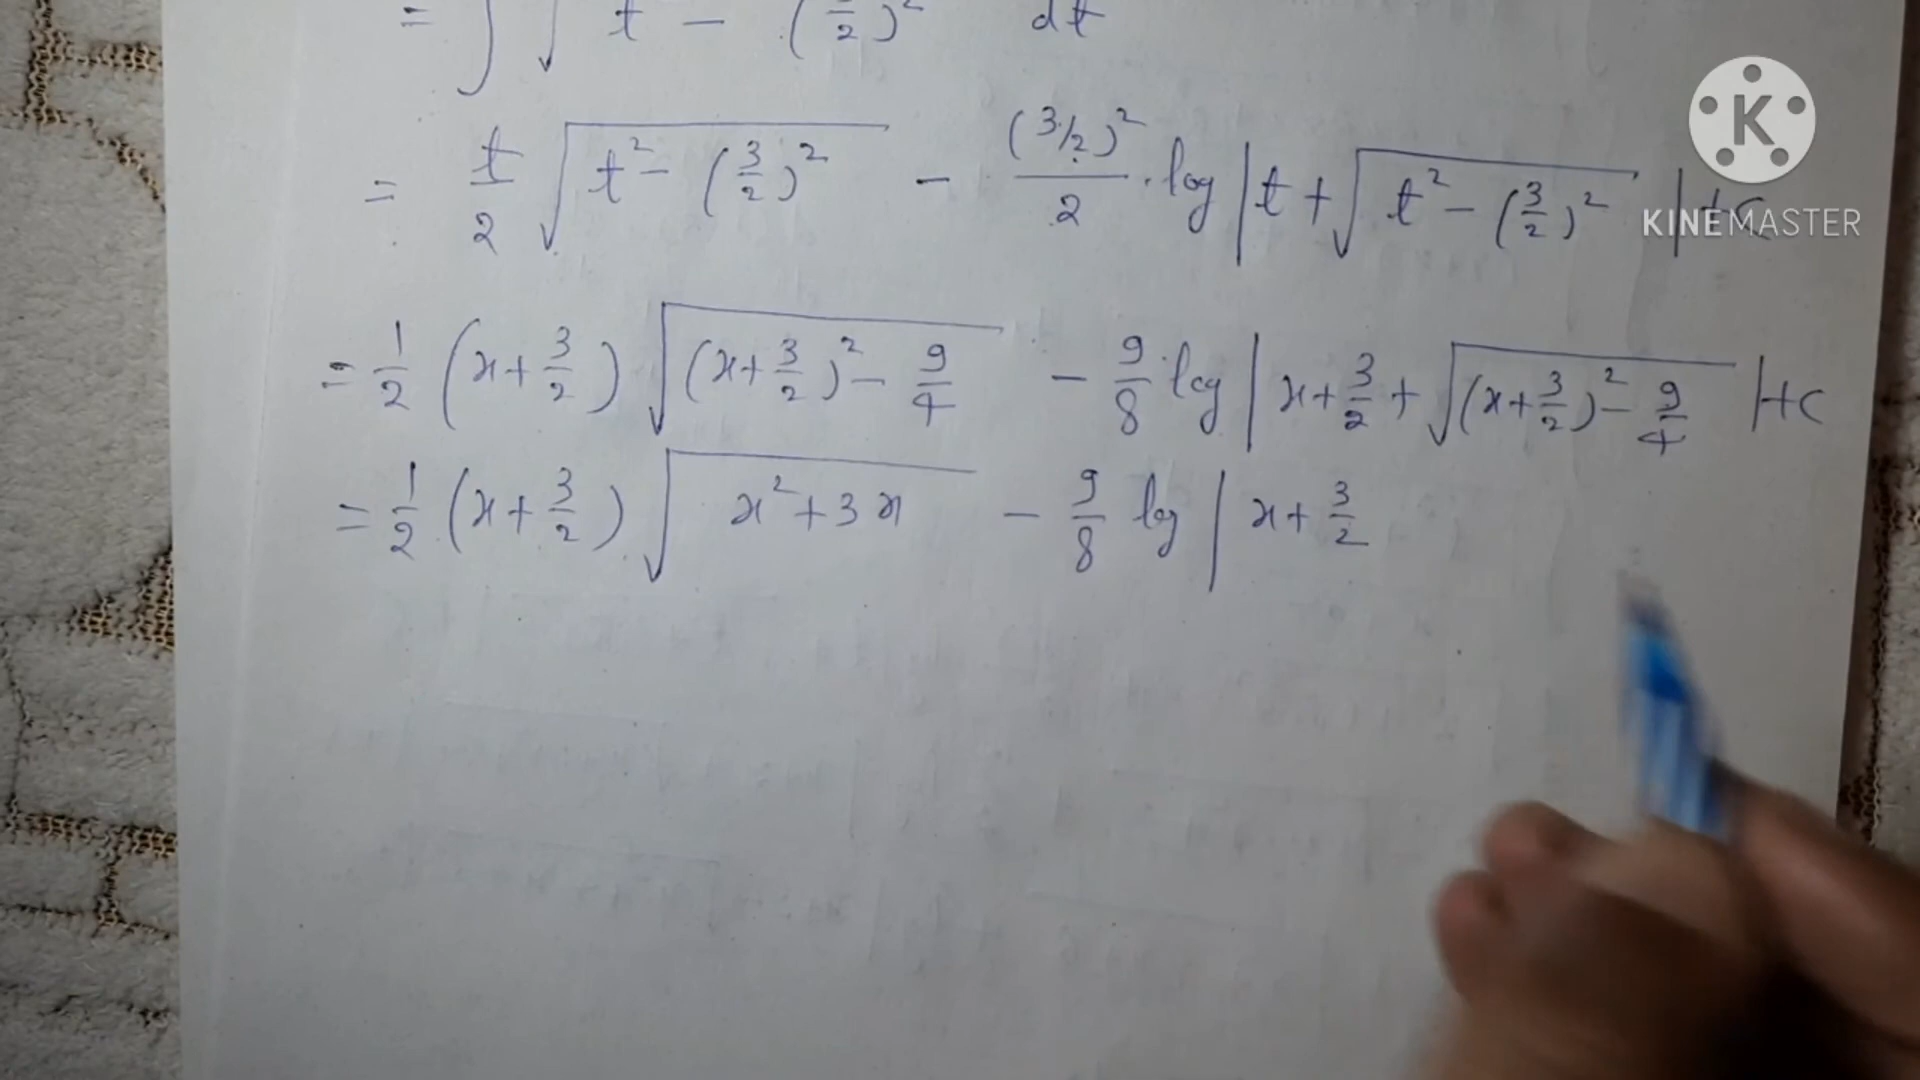 = ∫ √ t - (3/2)² dt
= t/2 √(t² - (3/2)²) - (3/2)²/2 . log | t + √(t² - (3/2)²) | + c
= 1/2 (x + 3/2) √((x + 3/2)² - 9/4) - 9/8 log | x + 3/2 + √((x + 3/2)² - 9/4) | + c
= 1/2 (x + 3/2) √(x² + 3x) - 9/8 log | x + 3/2
K
KINEMASTER